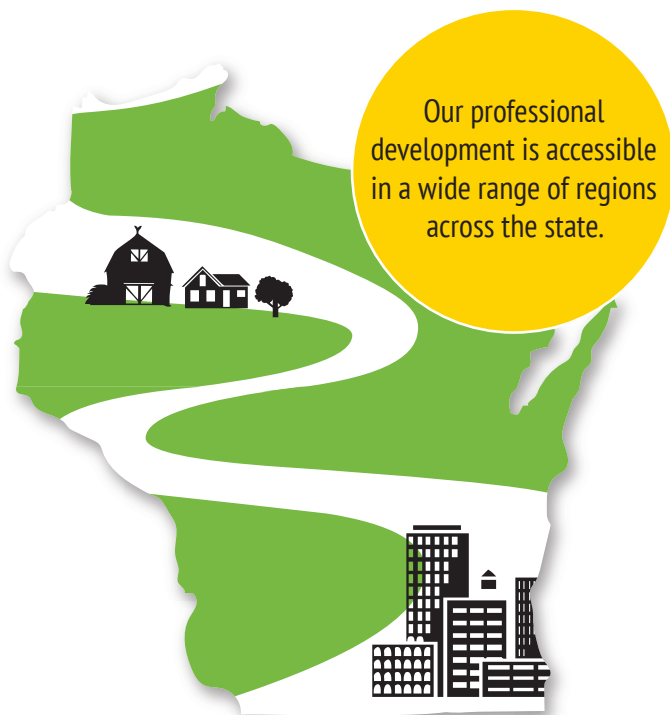 Our professional
development is accessible
in a wide range of regions
across the state.